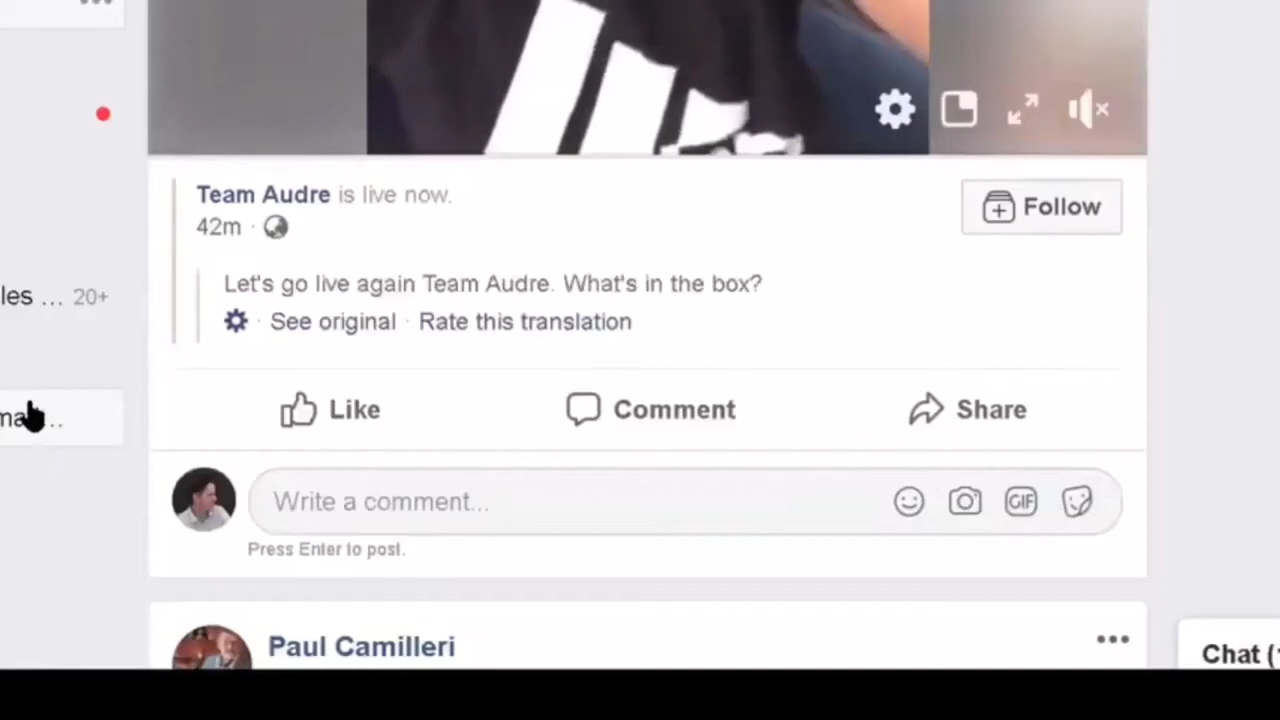 Team Audre is live now.
Follow
42m ·
Let's go live again Team Audre. What's in the box?
· See original · Rate this translation
les ... 20+
Like
Comment
Share
Write a comment...
GIF
Press Enter to post.
Paul Camilleri
Chat (